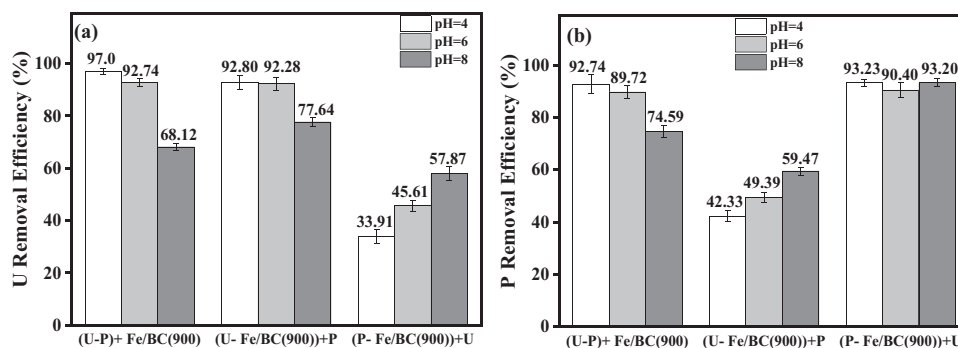 (a)
pH=4
pH=6
pH=8
U Removal Efficiency (%)
100
80
60
40
20
0
97.0
92.74
68.12
92.80
92.28
77.64
33.91
45.61
57.87
(U-P)+ Fe/BC(900)
(U- Fe/BC(900))+P
(P- Fe/BC(900))+U
(b)
pH=4
pH=6
pH=8
P Removal Efficiency (%)
100
80
60
40
20
0
92.74
89.72
74.59
42.33
49.39
59.47
93.23
90.40
93.20
(U-P)+ Fe/BC(900)
(U- Fe/BC(900))+P
(P- Fe/BC(900))+U